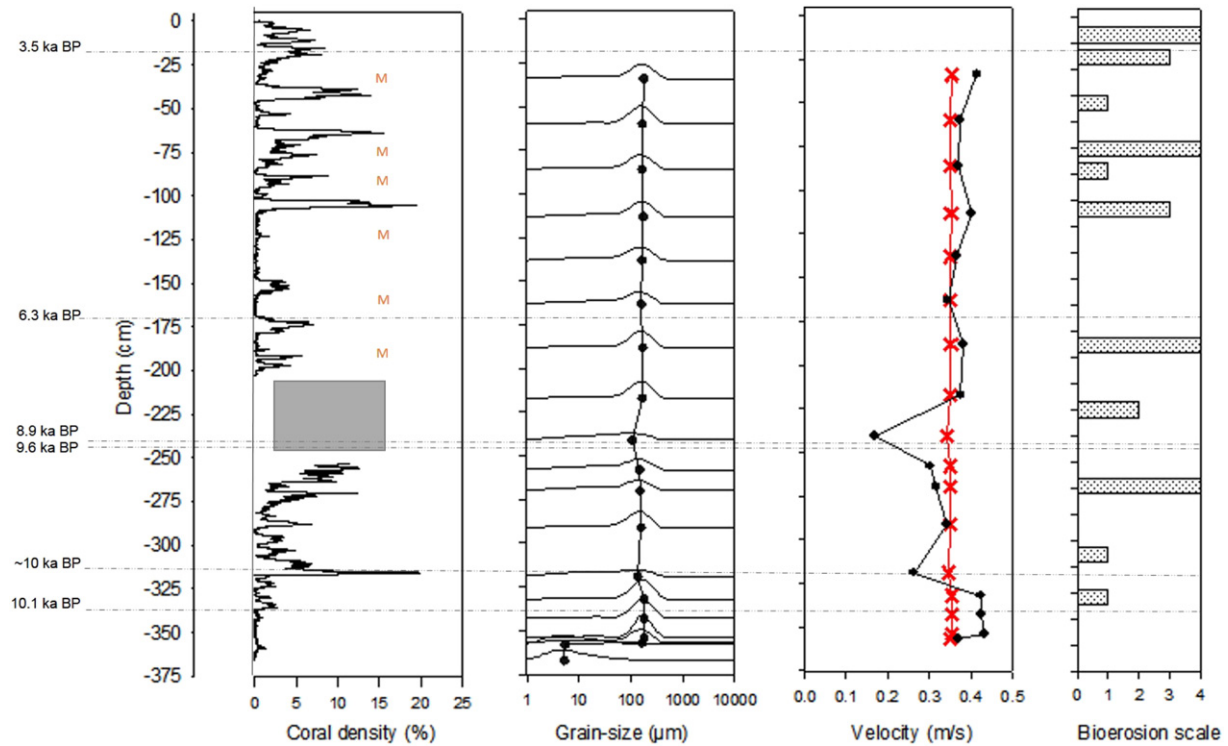 3.5 ka BP
6.3 ka BP
8.9 ka BP
9.6 ka BP
~10 ka BP
10.1 ka BP
Depth (cm)
0
-25
-50
-75
-100
-125
-150
-175
-200
-225
-250
-275
-300
-325
-350
-375
M
M
M
M
M
M
0 5 10 15 20 25
Coral density (%)
1 10 100 1000 10000
Grain-size (µm)
0.0 0.1 0.2 0.3 0.4 0.5
Velocity (m/s)
0 1 2 3 4
Bioerosion scale